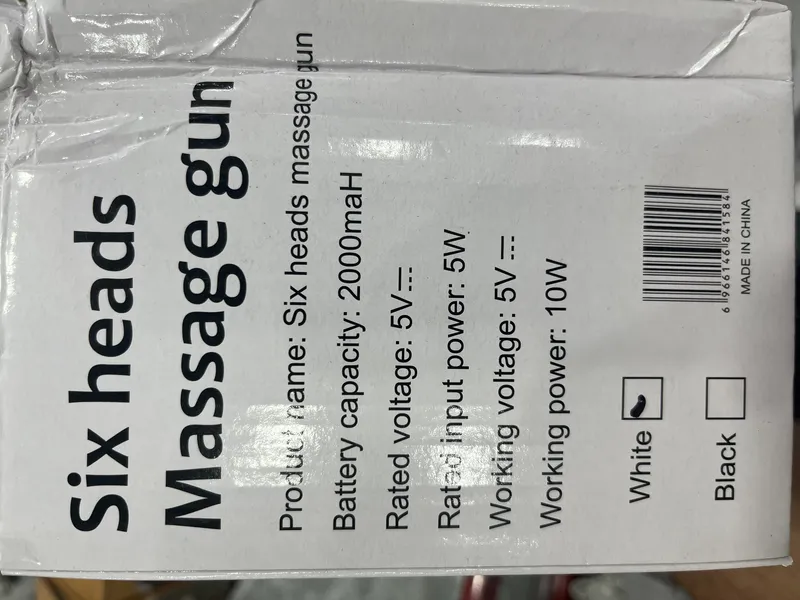 Six heads
Massage gun
Product name: Six heads massage gun
Battery capacity: 2000maH
Rated voltage: 5V⎓
Rated input power: 5W
Working voltage: 5V⎓
Working power: 10W
White
Black
6 966146 841584
MADE IN CHINA